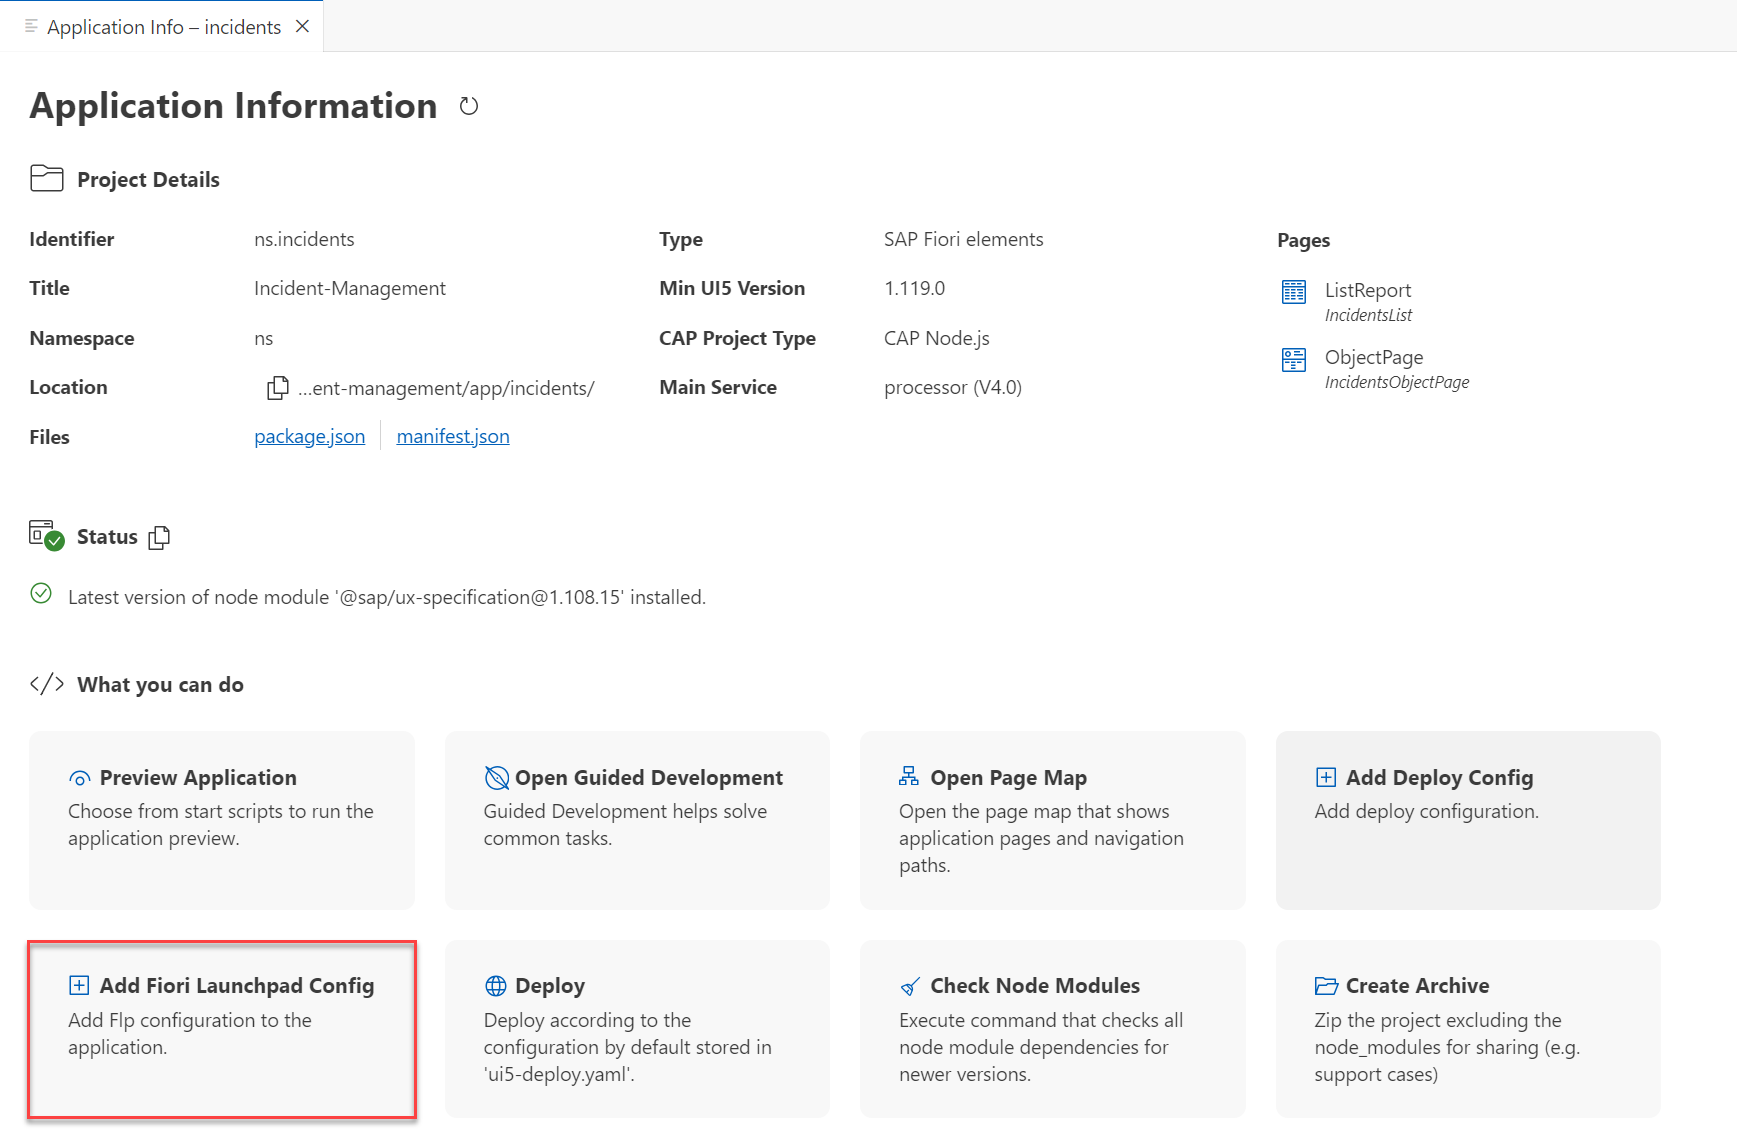 Application Info – incidents
Application Information
Project Details
Identifier
ns.incidents
Title
Incident-Management
Namespace
ns
Location
...ent-management/app/incidents/
Files
package.json
manifest.json
Type
SAP Fiori elements
Min UI5 Version
1.119.0
CAP Project Type
CAP Node.js
Main Service
processor (V4.0)
Pages
ListReport
IncidentsList
ObjectPage
IncidentsObjectPage
Status
Latest version of node module '@sap/ux-specification@1.108.15' installed.
What you can do
Preview Application
Choose from start scripts to run the
application preview.
Open Guided Development
Guided Development helps solve
common tasks.
Open Page Map
Open the page map that shows
application pages and navigation
paths.
Add Deploy Config
Add deploy configuration.
Add Fiori Launchpad Config
Add Flp configuration to the
application.
Deploy
Deploy according to the
configuration by default stored in
'ui5-deploy.yaml'.
Check Node Modules
Execute command that checks all
node module dependencies for
newer versions.
Create Archive
Zip the project excluding the
node_modules for sharing (e.g.
support cases)